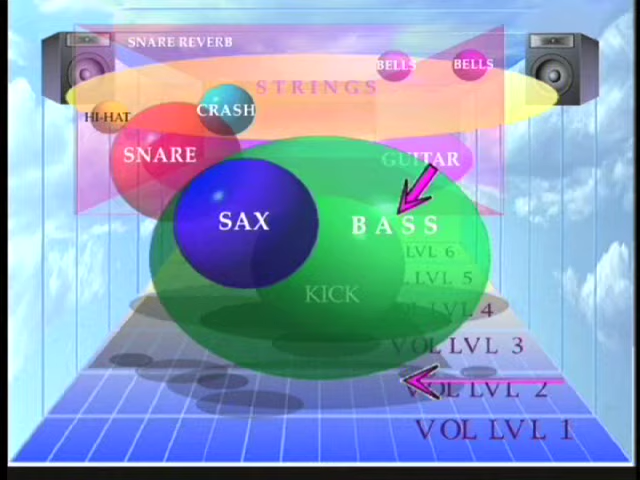 SNARE REVERB
BELLS
BELLS
STRINGS
HI-HAT
CRASH
SNARE
GUITAR
SAX
BASS
LVL 6
LVL 5
KICK
VOL LVL 4
VOL LVL 3
VOL LVL 2
VOL LVL 1